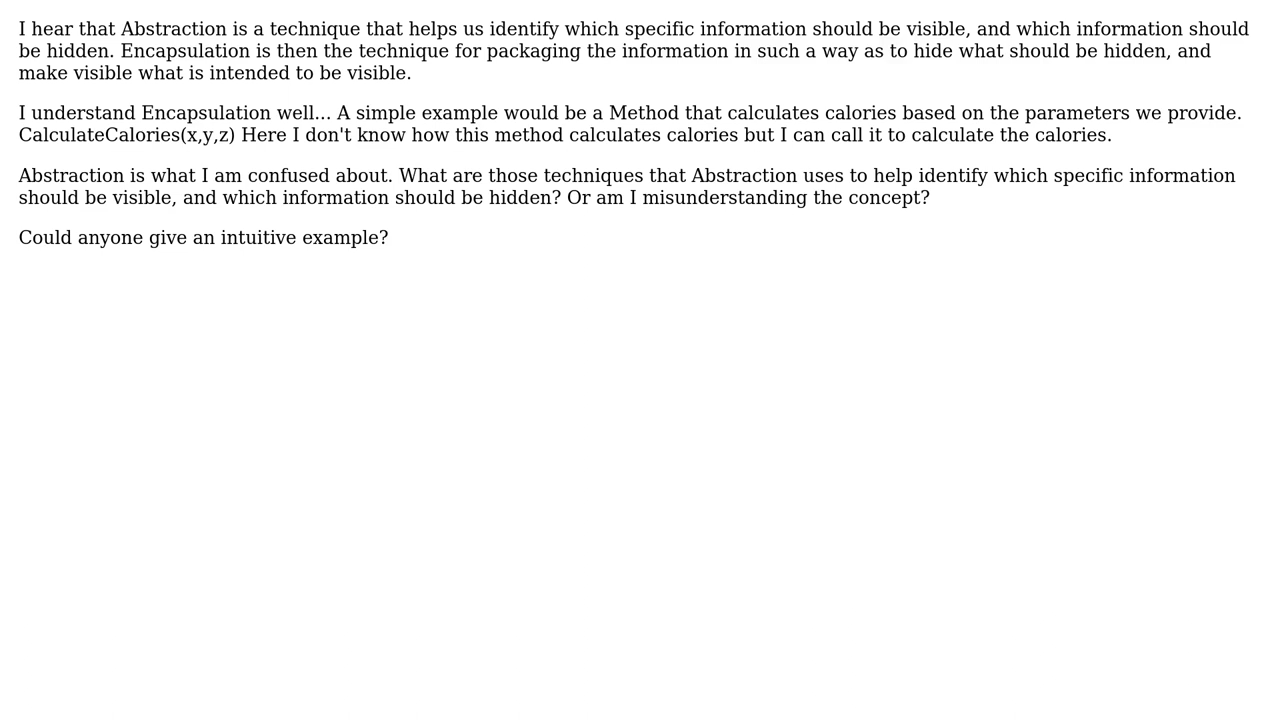 I hear that Abstraction is a technique that helps us identify which specific information should be visible, and which information should
be hidden. Encapsulation is then the technique for packaging the information in such a way as to hide what should be hidden, and
make visible what is intended to be visible.
I understand Encapsulation well... A simple example would be a Method that calculates calories based on the parameters we provide.
CalculateCalories(x,y,z) Here I don't know how this method calculates calories but I can call it to calculate the calories.
Abstraction is what I am confused about. What are those techniques that Abstraction uses to help identify which specific information
should be visible, and which information should be hidden? Or am I misunderstanding the concept?
Could anyone give an intuitive example?